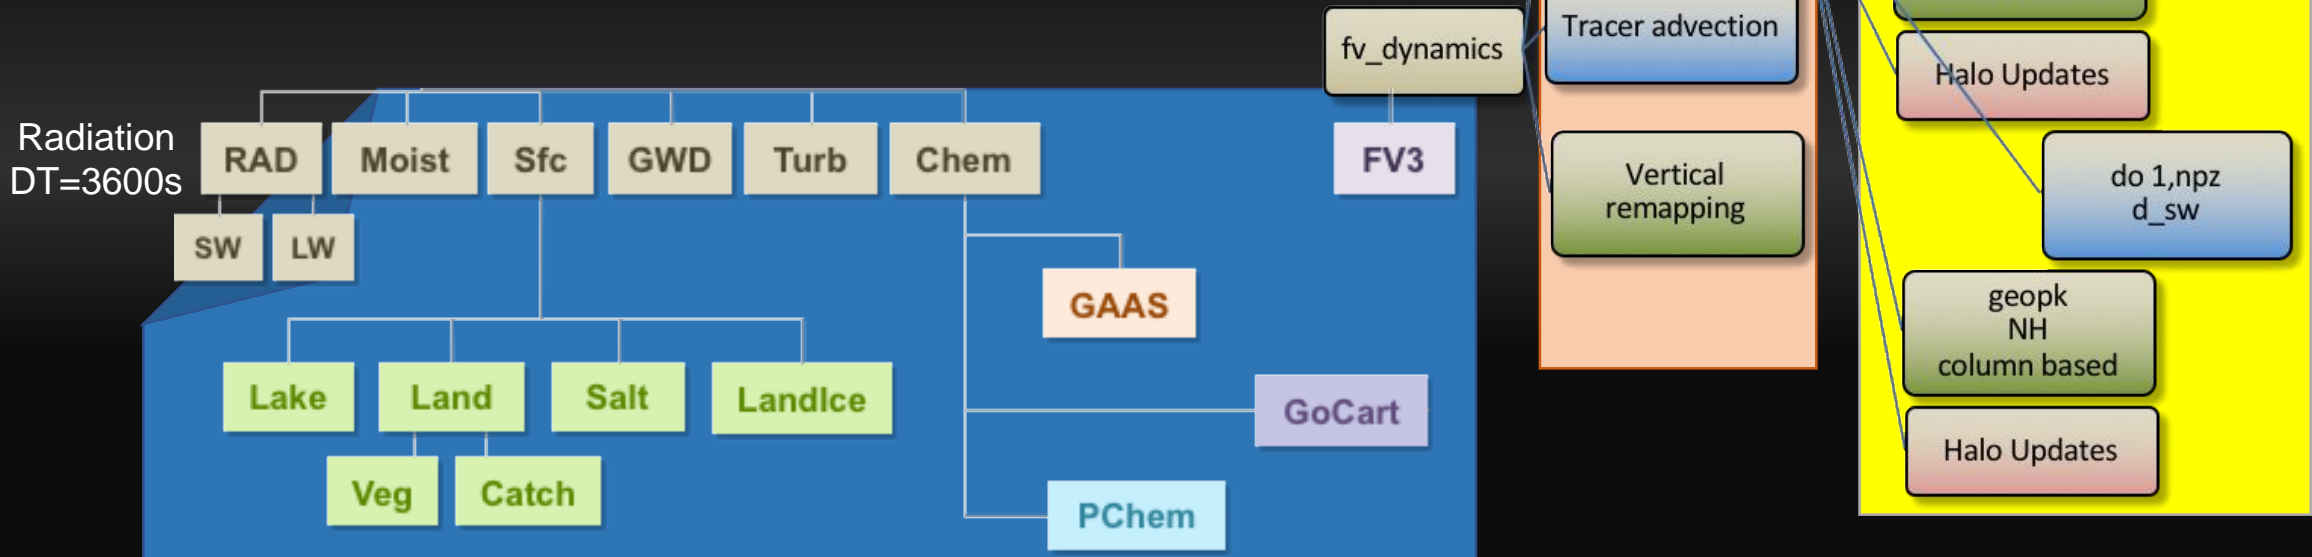 fv_dynamics
Tracer advection
Halo Updates
Radiation
DT=3600s
RAD
Moist
Sfc
GWD
Turb
Chem
FV3
Vertical
remapping
do 1,npz
d_sw
SW
LW
GAAS
geopk
NH
column based
Lake
Land
Salt
LandIce
GoCart
Halo Updates
Veg
Catch
PChem